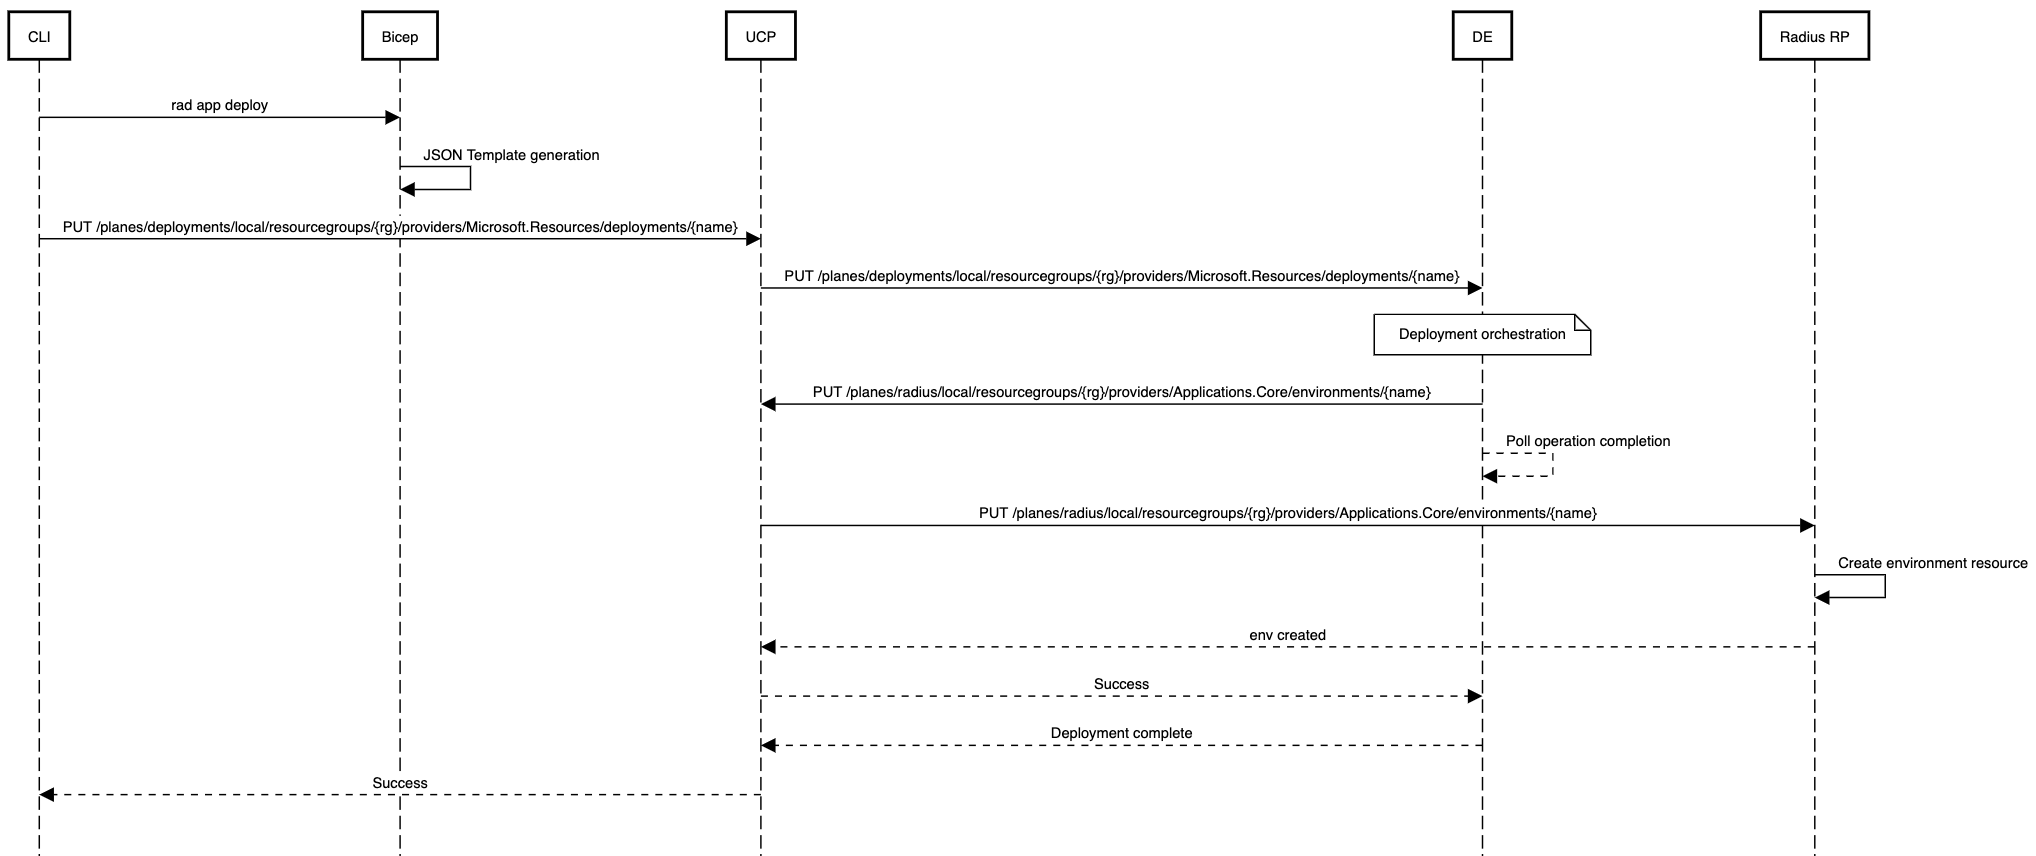 CLI
Bicep
UCP
DE
Radius RP
rad app deploy
JSON Template generation
PUT /planes/deployments/local/resourcegroups/{rg}/providers/Microsoft.Resources/deployments/{name}
PUT /planes/deployments/local/resourcegroups/{rg}/providers/Microsoft.Resources/deployments/{name}
Deployment orchestration
PUT /planes/radius/local/resourcegroups/{rg}/providers/Applications.Core/environments/{name}
Poll operation completion
PUT /planes/radius/local/resourcegroups/{rg}/providers/Applications.Core/environments/{name}
Create environment resource
env created
Success
Deployment complete
Success